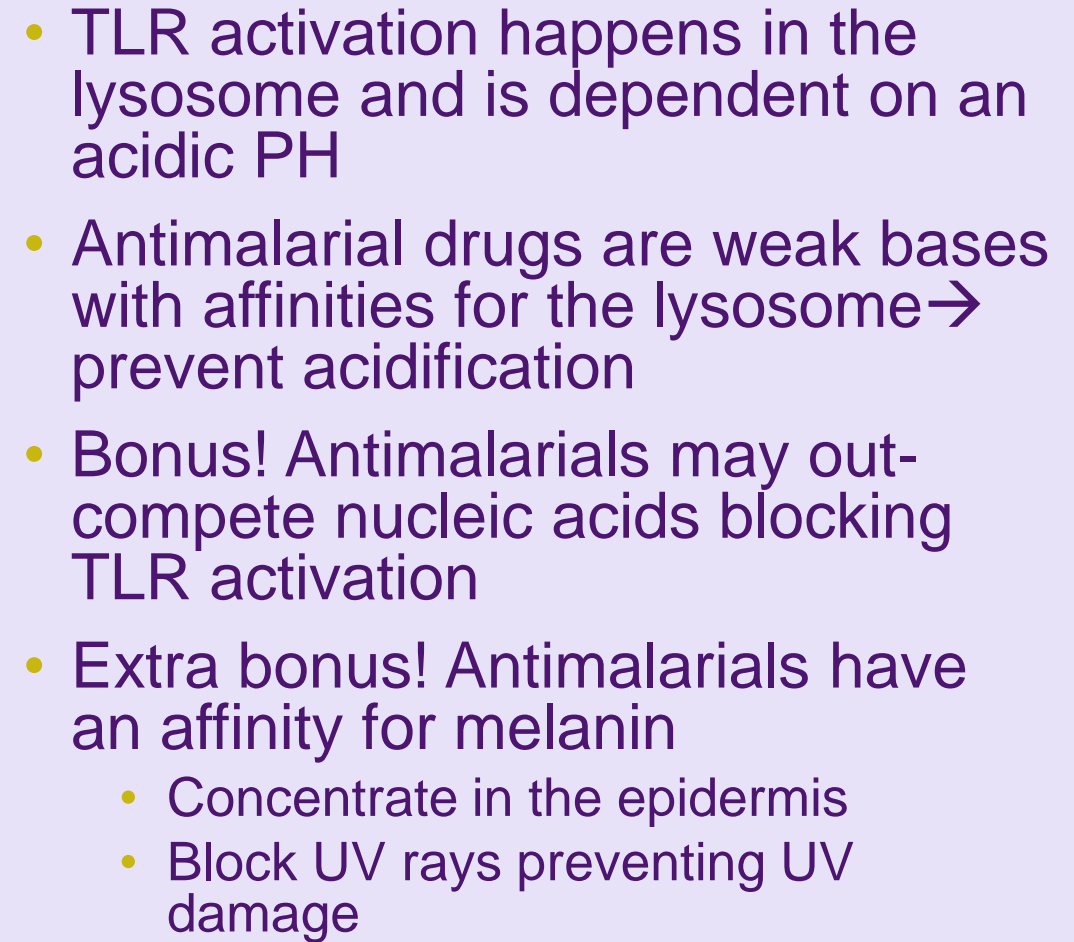 • TLR activation happens in the
lysosome and is dependent on an
acidic PH
• Antimalarial drugs are weak bases
with affinities for the lysosome→
prevent acidification
• Bonus! Antimalarials may out-
compete nucleic acids blocking
TLR activation
• Extra bonus! Antimalarials have
an affinity for melanin
• Concentrate in the epidermis
• Block UV rays preventing UV
damage